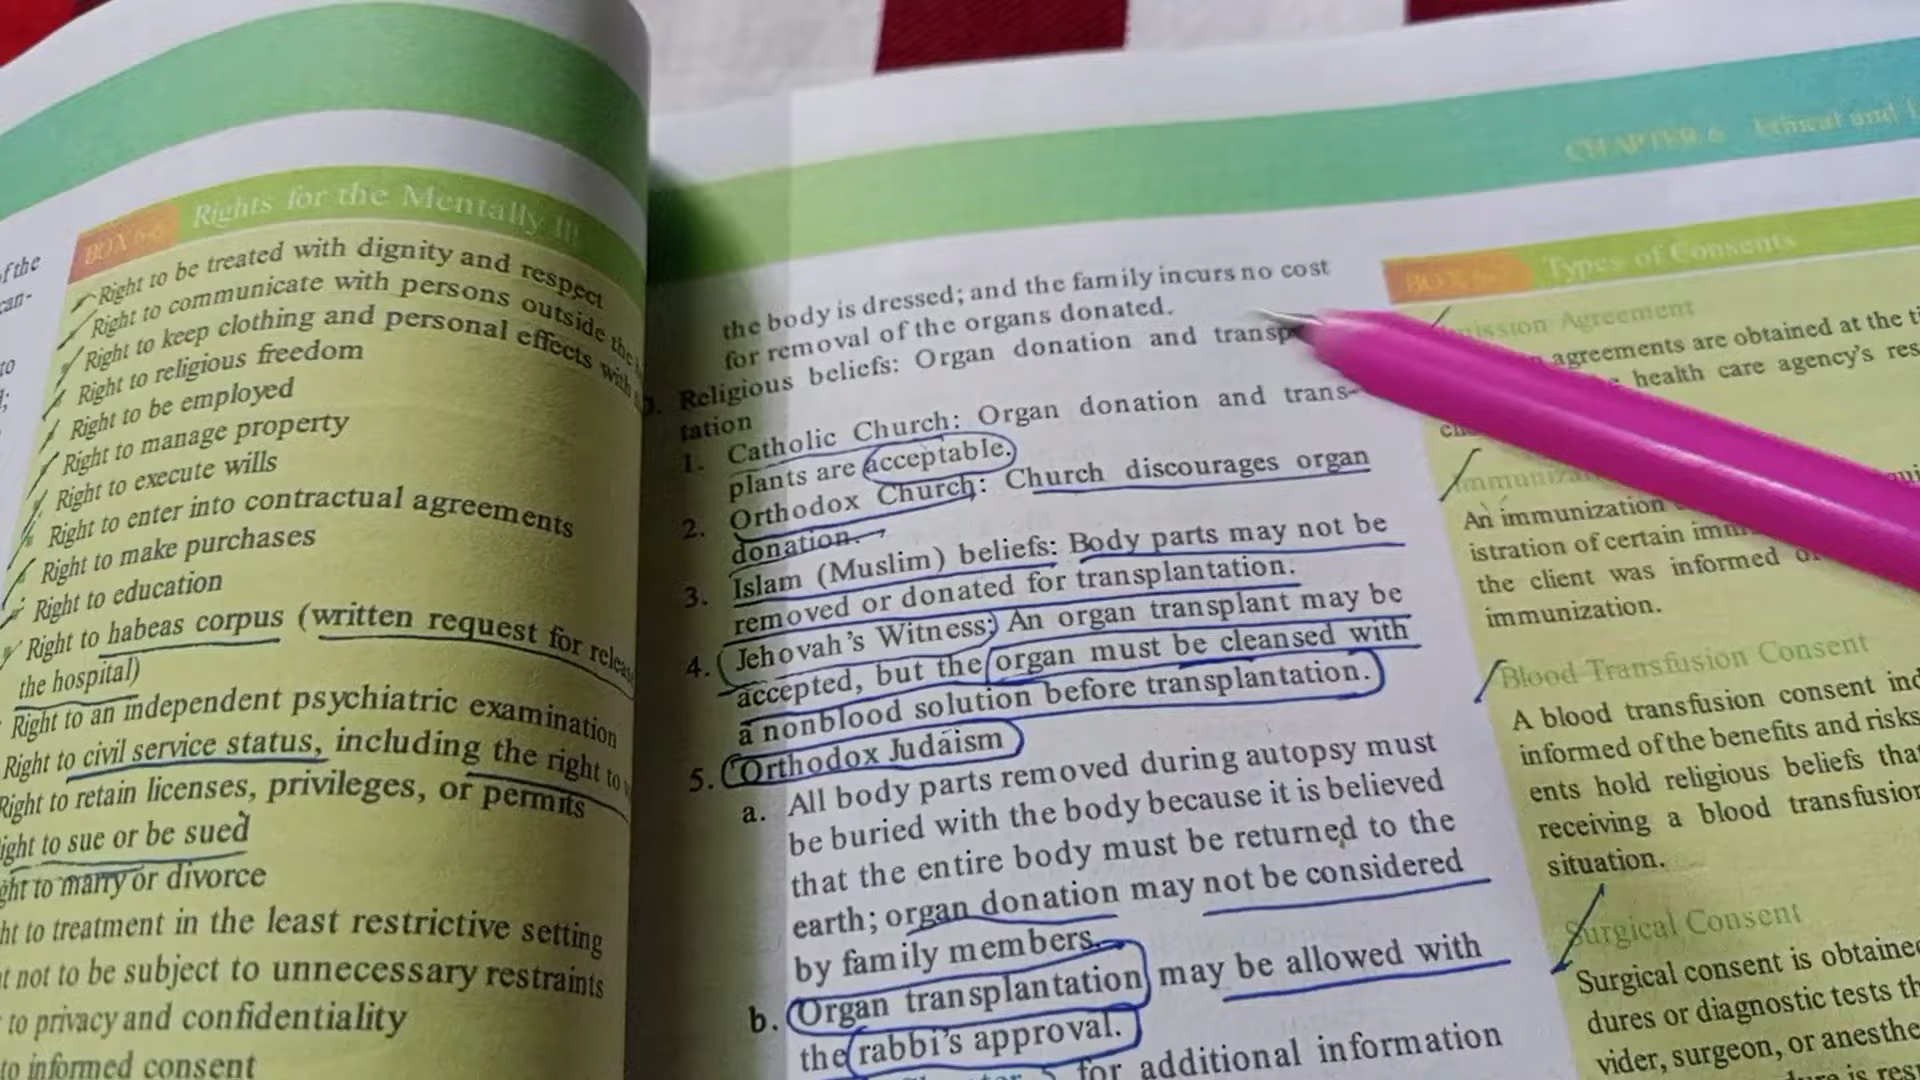 of the
BOX 6-6 Rights for the Mentally Ill
Right to be treated with dignity and respect
Right to communicate with persons outside the
Right to keep clothing and personal effects with
Right to religious freedom
Right to be employed
Right to manage property
Right to execute wills
Right to enter into contractual agreements
Right to make purchases
Right to education
Right to habeas corpus (written request for release
the hospital)
Right to an independent psychiatric examination
Right to civil service status, including the right to
Right to retain licenses, privileges, or permits
ight to sue or be sued
ght to marry or divorce
ht to treatment in the least restrictive setting
t not to be subject to unnecessary restraints
to privacy and confidentiality
to informed consent
CHAPTER 6 Ethical and L
the body is dressed; and the family incurs no cost
for removal of the organs donated.
Religious beliefs: Organ donation and transp
tation
1. Catholic Church: Organ donation and trans-
plants are acceptable.
2. Orthodox Church: Church discourages organ
donation.
3. Islam (Muslim) beliefs: Body parts may not be
removed or donated for transplantation.
4. Jehovah's Witness: An organ transplant may be
accepted, but the organ must be cleansed with
a nonblood solution before transplantation.
5. Orthodox Judaism
a. All body parts removed during autopsy must
be buried with the body because it is believed
that the entire body must be returned to the
earth; organ donation may not be considered
by family members.
b. Organ transplantation may be allowed with
the rabbi's approval.
for additional information
BOX 6-7 Types of Consents
mission Agreement
agreements are obtained at the ti
health care agency's res
Immuniza
An immunization
istration of certain imm
the client was informed of
immunization.
Blood Transfusion Consent
A blood transfusion consent ind
informed of the benefits and risks
ents hold religious beliefs that
receiving a blood transfusion
situation.
Surgical Consent
Surgical consent is obtained
dures or diagnostic tests th
vider, surgeon, or anesthe